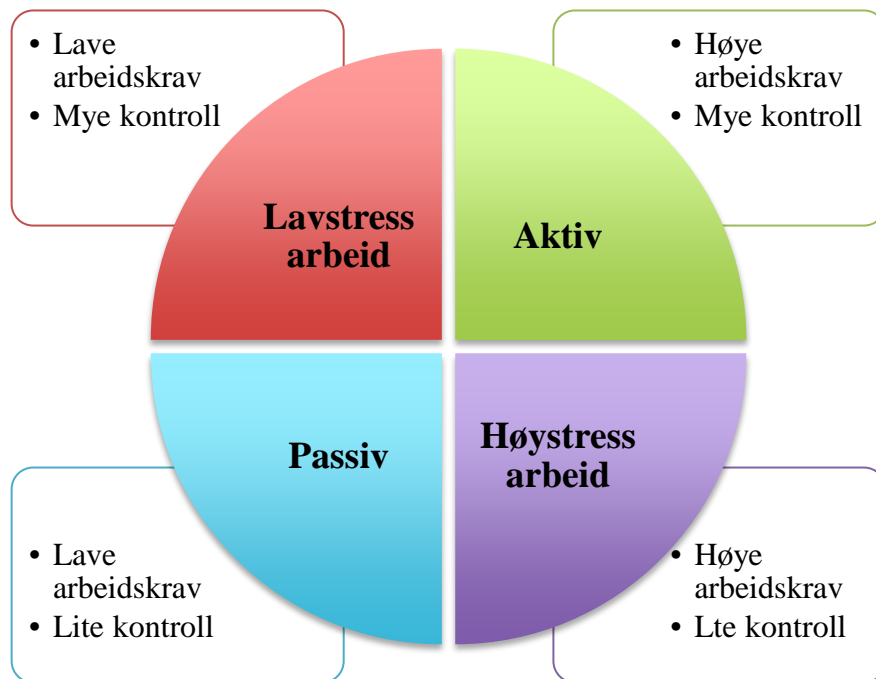 • Lave
arbeidskrav
• Mye kontroll
• Høye
arbeidskrav
• Mye kontroll
Lavstress
arbeid
Aktiv
Passiv
Høystress
arbeid
• Lave
arbeidskrav
• Lite kontroll
• Høye
arbeidskrav
• Lte kontroll